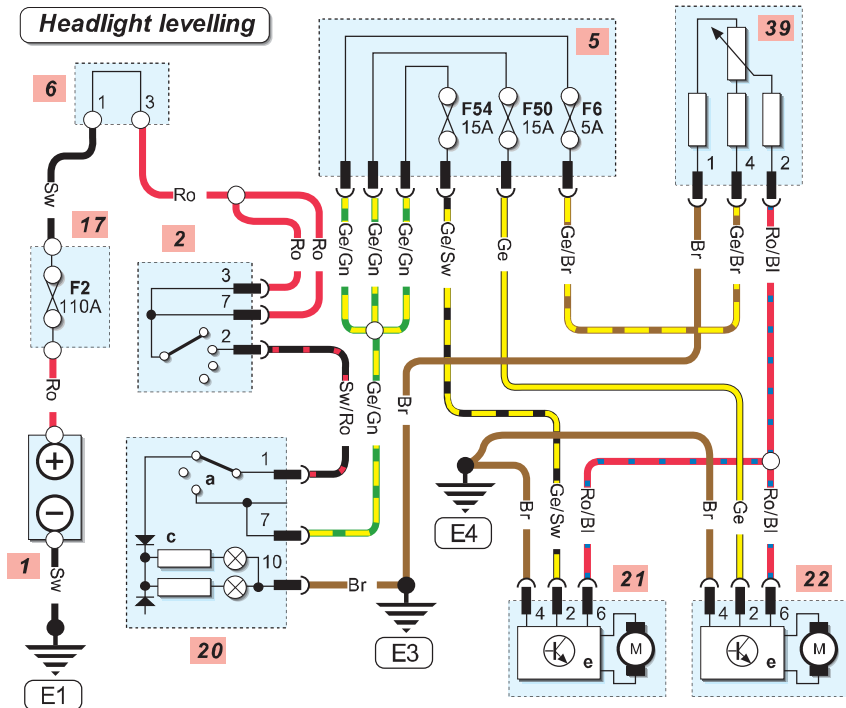 Headlight levelling
5
39
6
1
3
F54
15A
F50
15A
F6
5A
1
4
2
Sw
Ro
17
2
Ro
Ro
Ge/Gn
Ge/Gn
Ge/Gn
Ge/Sw
Ge
Ge/Br
Br
Ge/Br
Ro/Bl
F2
110A
3
7
2
Ro
Sw/Ro
Ge/Gn
Br
+
−
a
1
7
c
10
Br
E4
Br
Ge/Sw
Ro/Bl
Br
Ge
Ro/Bl
1
Sw
20
E3
E1
21
4
2
6
e
M
22
4
2
6
e
M